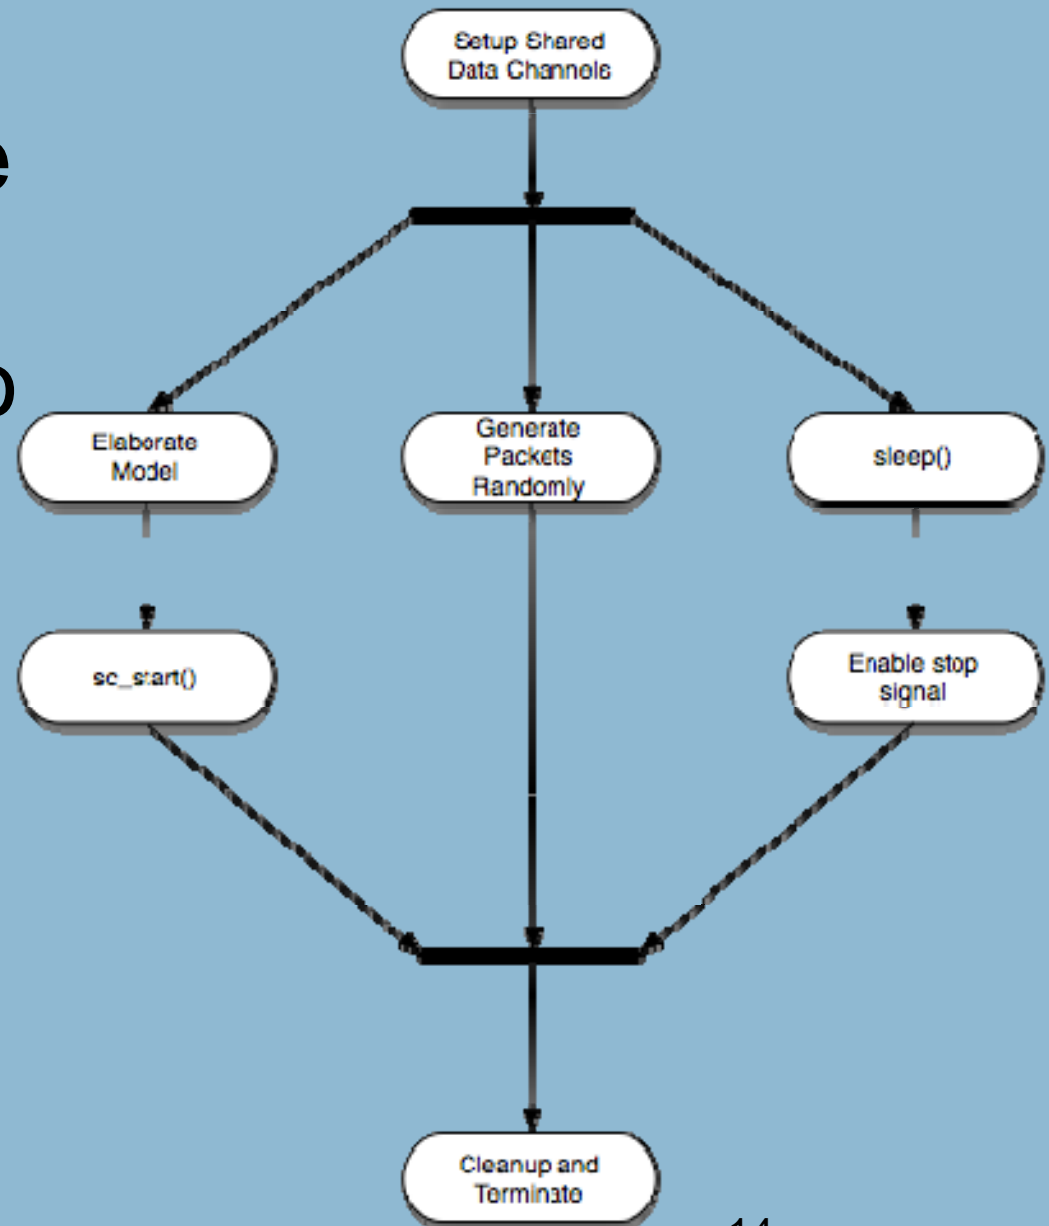 Setup Shared
Data Channels
e
o
Elaborate
Model
Generate
Packets
Randomly
sleep()
sc_start()
Enable stop
signal
Cleanup and
Terminate